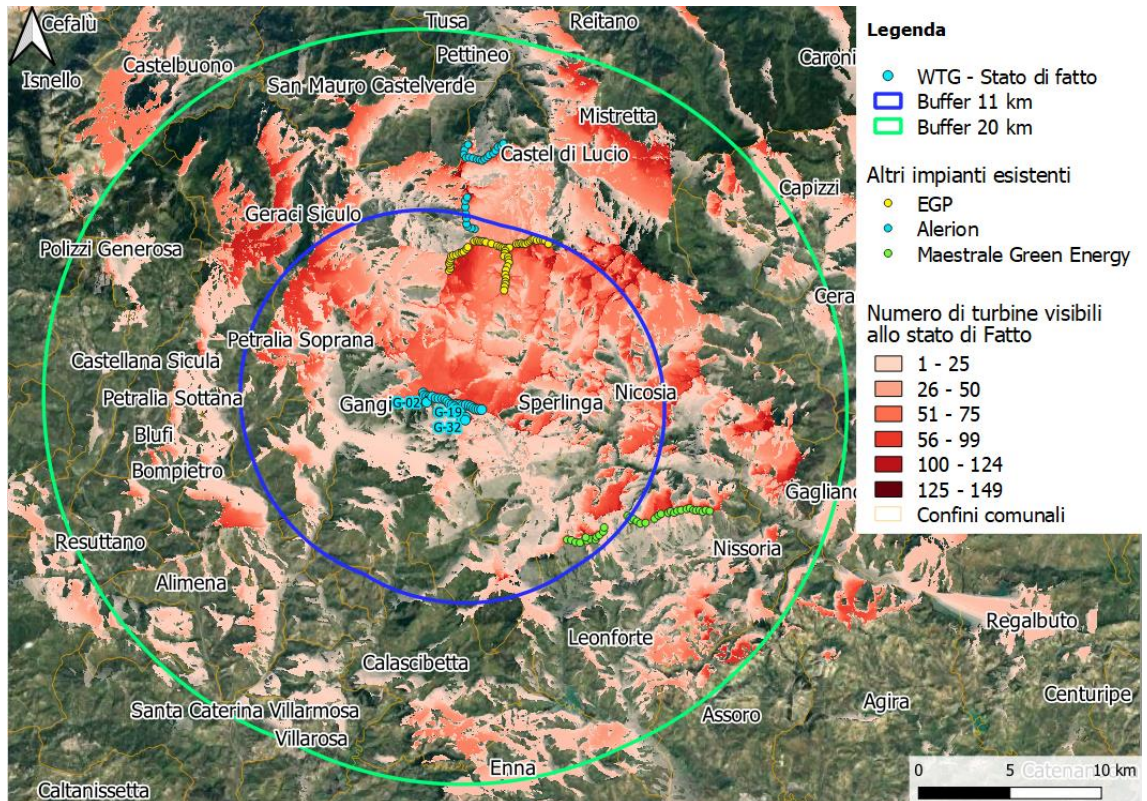 Cefalù
Tusa
Reitano
Isnello
Castelbuono
Pettineo
Caroni
San Mauro Castelverde
Mistretta
Castel di Lucio
Capizzi
Geraci Siculo
Polizzi Generosa
Cera
Petralia Soprana
Castellana Sicula
Petralia Sottana
Gangi
G-02
G-19
G-32
Sperlinga
Nicosia
Blufi
Bompietro
Gagliano
Resuttano
Nissoria
Alimena
Regalbuto
Leonforte
Calascibetta
Agira
Centuripe
Santa Caterina Villarmosa
Assoro
Villarosa
Enna
Caltanissetta
Legenda
WTG - Stato di fatto
Buffer 11 km
Buffer 20 km
Altri impianti esistenti
EGP
Alerion
Maestrale Green Energy
Numero di turbine visibili
allo stato di Fatto
1 - 25
26 - 50
51 - 75
56 - 99
100 - 124
125 - 149
Confini comunali
0 5 10 km
Catenan